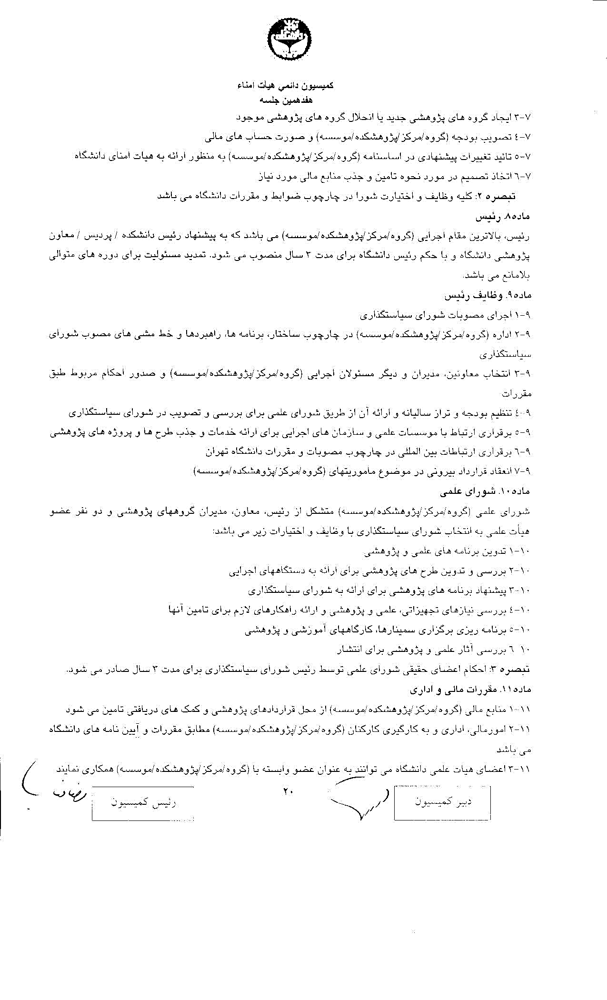 کمیسیون دائمی هیات امناء
هفدهمین جلسه
۷-۳ ایجاد گروه های پژوهشی جدید یا انحلال گروه های پژوهشی موجود
۷-٤ تصویب بودجه (گروه/مرکز/پژوهشکده/موسسه) و صورت حساب های مالی
۷-٥ تائید تغییرات پیشنهادی در اساسنامه (گروه/مرکز/پژوهشکده/موسسه) به منظور ارائه به هیات امنای دانشگاه
۷-٦ اتخاذ تصمیم در مورد نحوه تامین و جذب منابع مالی مورد نیاز
تبصره ۲: کلیه وظایف و اختیارت شورا در چارچوب ضوابط و مقررات دانشگاه می باشد
ماده۸ رئیس
رئیس، بالاترین مقام اجرایی (گروه/مرکز/پژوهشکده/موسسه) می باشد که به پیشنهاد رئیس دانشکده / پردیس / معاون
پژوهشی دانشگاه و با حکم رئیس دانشگاه برای مدت ۳ سال منصوب می شود. تمدید مسئولیت برای دوره های متوالی
بلامانع می باشد.
ماده۹. وظایف رئیس
۹-۱ اجرای مصوبات شورای سیاستگذاری
۹-۲ اداره (گروه/مرکز/پژوهشکده/موسسه) در چارچوب ساختار، برنامه ها، راهبردها و خط مشی های مصوب شورای
سیاستگذاری
۹-۳ انتخاب معاونین، مدیران و دیگر مسئولان اجرایی (گروه/مرکز/پژوهشکده/موسسه) و صدور احکام مربوط طبق
مقررات
۹-٤ تنظیم بودجه و تراز سالیانه و ارائه آن از طریق شورای علمی برای بررسی و تصویب در شورای سیاستگذاری
۹-٥ برقراری ارتباط با موسسات علمی و سازمان های اجرایی برای ارائه خدمات و جذب طرح ها و پروژه های پژوهشی
۹-٦ برقراری ارتباطات بین المللی در چارچوب مصوبات و مقررات دانشگاه تهران
۹-۷ انعقاد قرارداد بیرونی در موضوع ماموریتهای (گروه/مرکز/پژوهشکده/موسسه)
ماده۱۰. شورای علمی
شورای علمی (گروه/مرکز/پژوهشکده/موسسه) متشکل از رئیس، معاون، مدیران گروههای پژوهشی و دو نفر عضو
هیأت علمی به انتخاب شورای سیاستگذاری با وظایف و اختیارات زیر می باشد:
۱۰-۱ تدوین برنامه های علمی و پژوهشی
۱۰-۲ بررسی و تدوین طرح های پژوهشی برای ارائه به دستگاههای اجرایی
۱۰-۳ پیشنهاد برنامه های پژوهشی برای ارائه به شورای سیاستگذاری
۱۰-٤ بررسی نیازهای تجهیزاتی، علمی و پژوهشی و ارائه راهکارهای لازم برای تامین آنها
۱۰-٥ برنامه ریزی برگزاری سمینارها، کارگاههای آموزشی و پژوهشی
۱۰ ٦ بررسی آثار علمی و پژوهشی برای انتشار
تبصره ۳: احکام اعضای حقیقی شورای علمی توسط رئیس شورای سیاستگذاری برای مدت ۳ سال صادر می شود.
ماده۱۱. مقررات مالی و اداری
۱۱-۱ منابع مالی (گروه/مرکز/پژوهشکده/موسسه) از محل قراردادهای پژوهشی و کمک های دریافتی تامین می شود
۱۱-۲ امورمالی، اداری و به کارگیری کارکنان (گروه/مرکز/پژوهشکده/موسسه) مطابق مقررات و آیین نامه های دانشگاه
می باشد
۱۱-۳ اعضای هیات علمی دانشگاه می توانند به عنوان عضو وابسته با (گروه/مرکز/پژوهشکده/موسسه) همکاری نمایند
۲۰
دبیر کمیسیون
رئیس کمیسیون